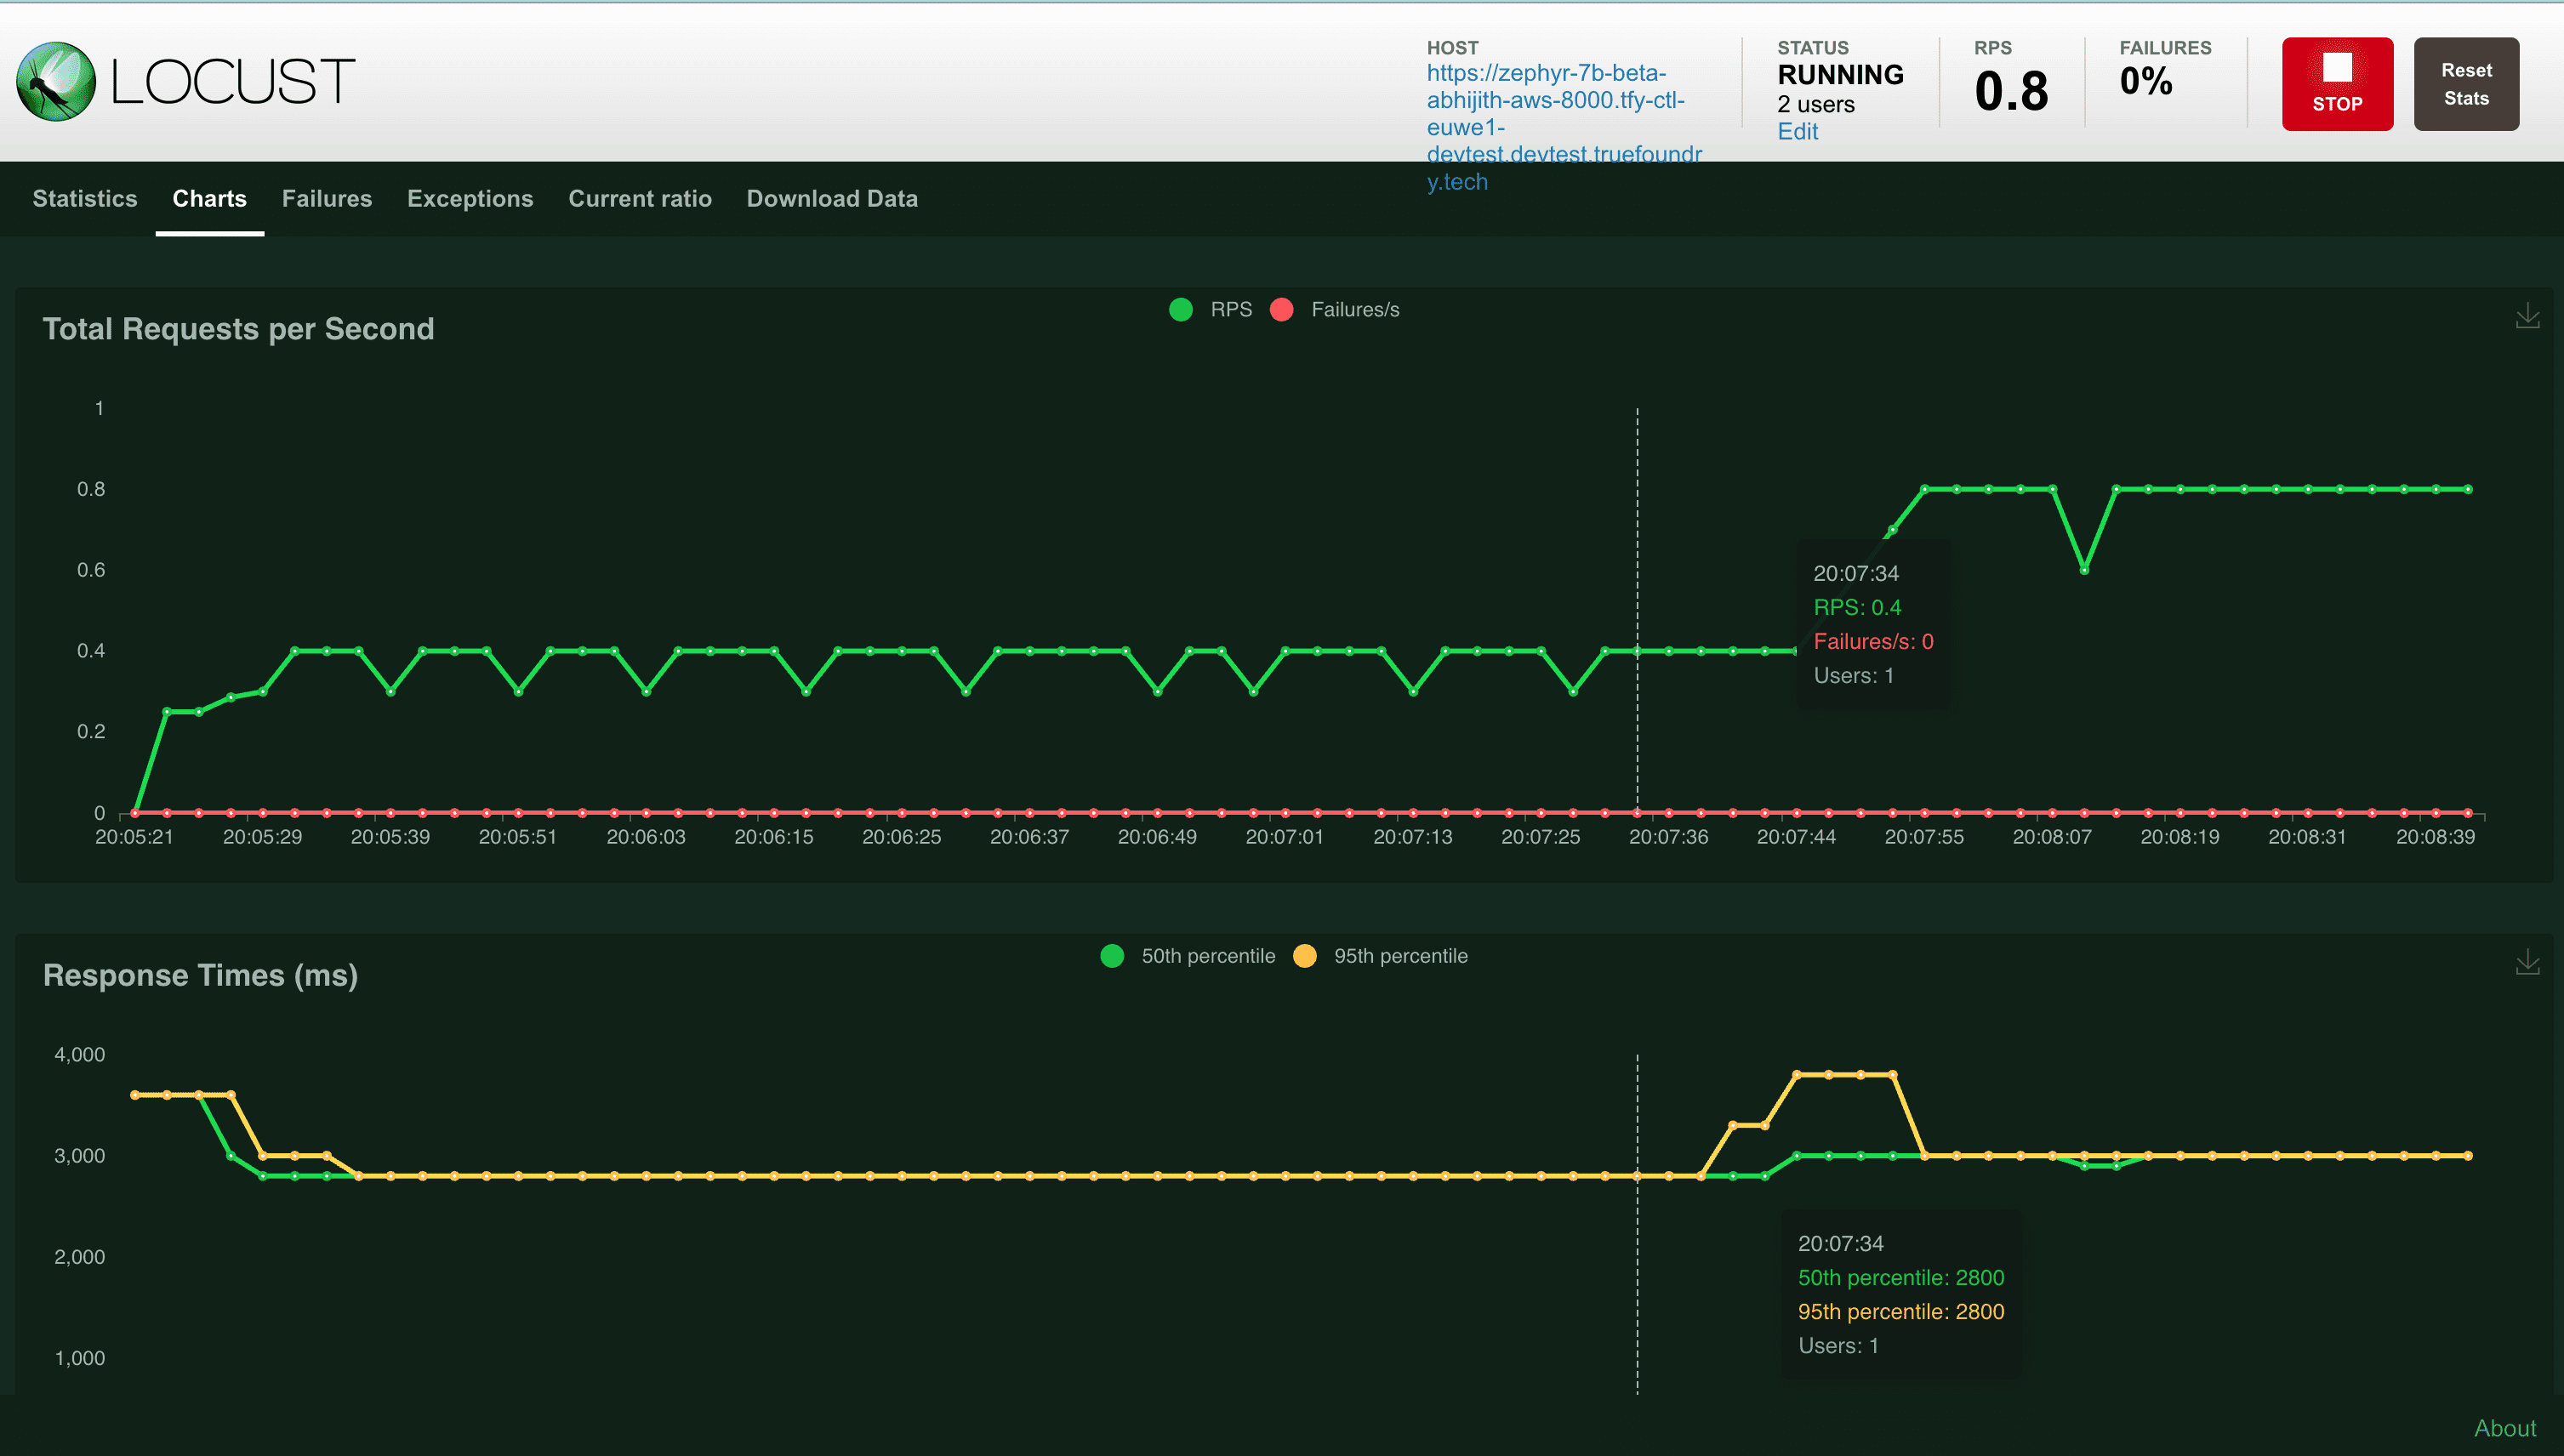 LOCUST
HOST
https://zephyr-7b-beta-
abhijith-aws-8000.tfy-ctl-
euwe1-
devtest.devtest.truefoundr
y.tech
STATUS
RUNNING
2 users
Edit
RPS
0.8
FAILURES
0%
STOP
Reset
Stats
Statistics
Charts
Failures
Exceptions
Current ratio
Download Data
Total Requests per Second
RPS
Failures/s
1
0.8
0.6
0.4
0.2
0
20:07:34
RPS: 0.4
Failures/s: 0
Users: 1
20:05:21
20:05:29
20:05:39
20:05:51
20:06:03
20:06:15
20:06:25
20:06:37
20:06:49
20:07:01
20:07:13
20:07:25
20:07:36
20:07:44
20:07:55
20:08:07
20:08:19
20:08:31
20:08:39
Response Times (ms)
50th percentile
95th percentile
4,000
3,000
2,000
1,000
20:07:34
50th percentile: 2800
95th percentile: 2800
Users: 1
About